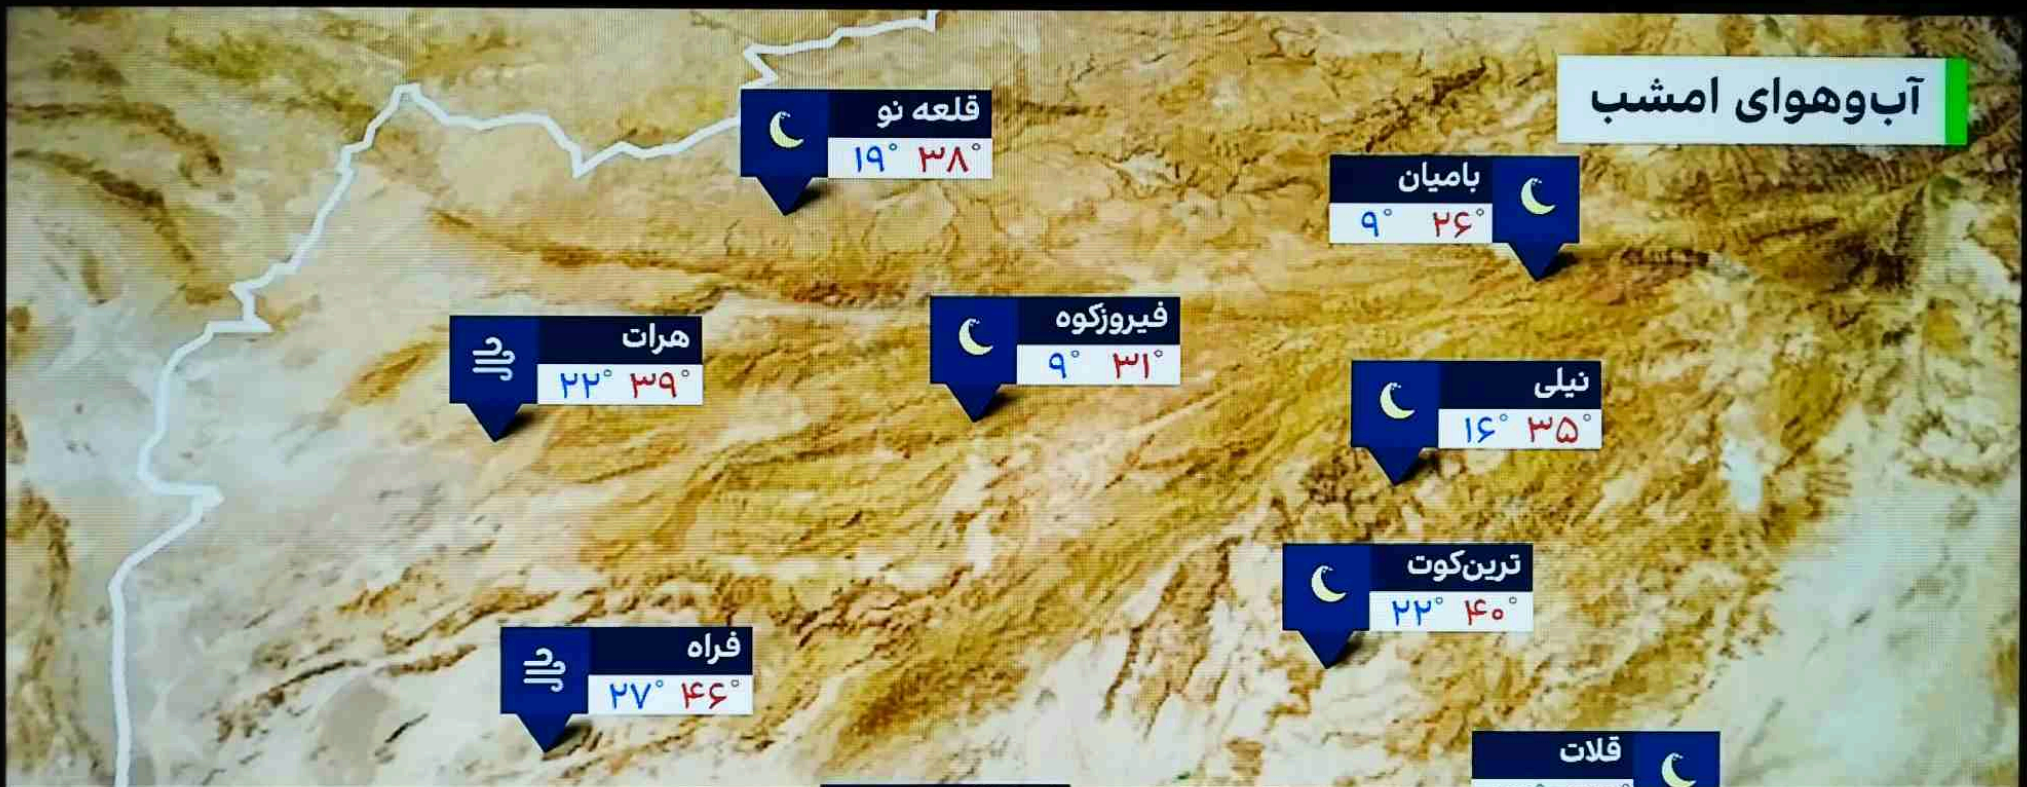 آب‌وهوای امشب
قلعه نو
۳۸° ۱۹°
بامیان
۲۶° ۹°
فیروزکوه
۳۱° ۹°
هرات
۳۹° ۲۲°
نیلی
۳۵° ۱۶°
ترین‌کوت
۴۰° ۲۲°
فراه
۴۶° ۲۷°
قلات